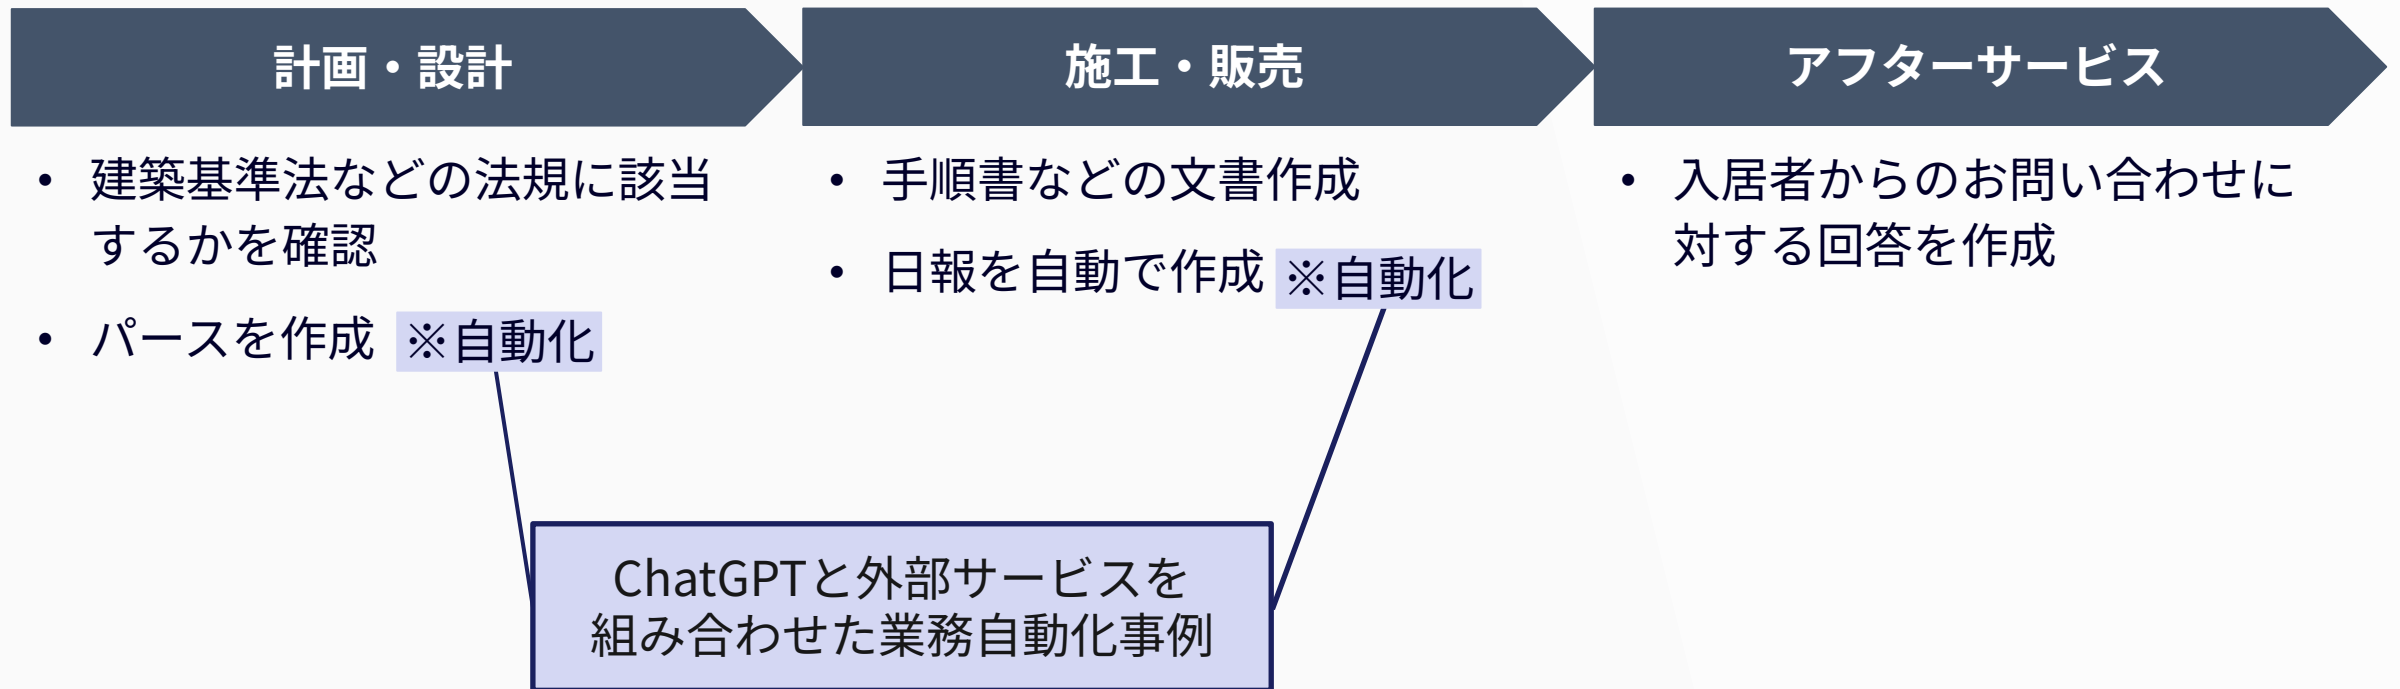 計画・設計
• 建築基準法などの法規に該当
するかを確認
• パースを作成 ※自動化
施工・販売
• 手順書などの文書作成
• 日報を自動で作成 ※自動化
アフターサービス
• 入居者からのお問い合わせに
対する回答を作成
ChatGPTと外部サービスを
組み合わせた業務自動化事例